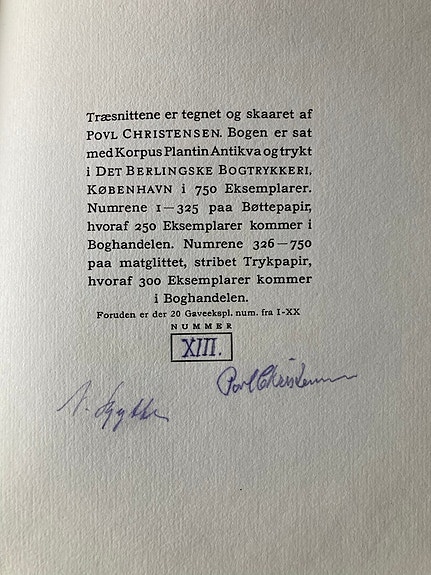 Træsnittene er tegnet og skaaret af
POVL CHRISTENSEN. Bogen er sat
med Korpus Plantin Antikva og trykt
i DET BERLINGSKE BOGTRYKKERI,
KØBENHAVN i 750 Eksemplarer.
Numrene 1—325 paa Bøttepapir,
hvoraf 250 Eksemplarer kommer i
Boghandelen. Numrene 326—750
paa matglittet, stribet Trykpapir,
hvoraf 300 Eksemplarer kommer
i Boghandelen.
Foruden er der 20 Gaveekspl. num. fra I-XX
NUMMER
XIII.
Povl Christensen